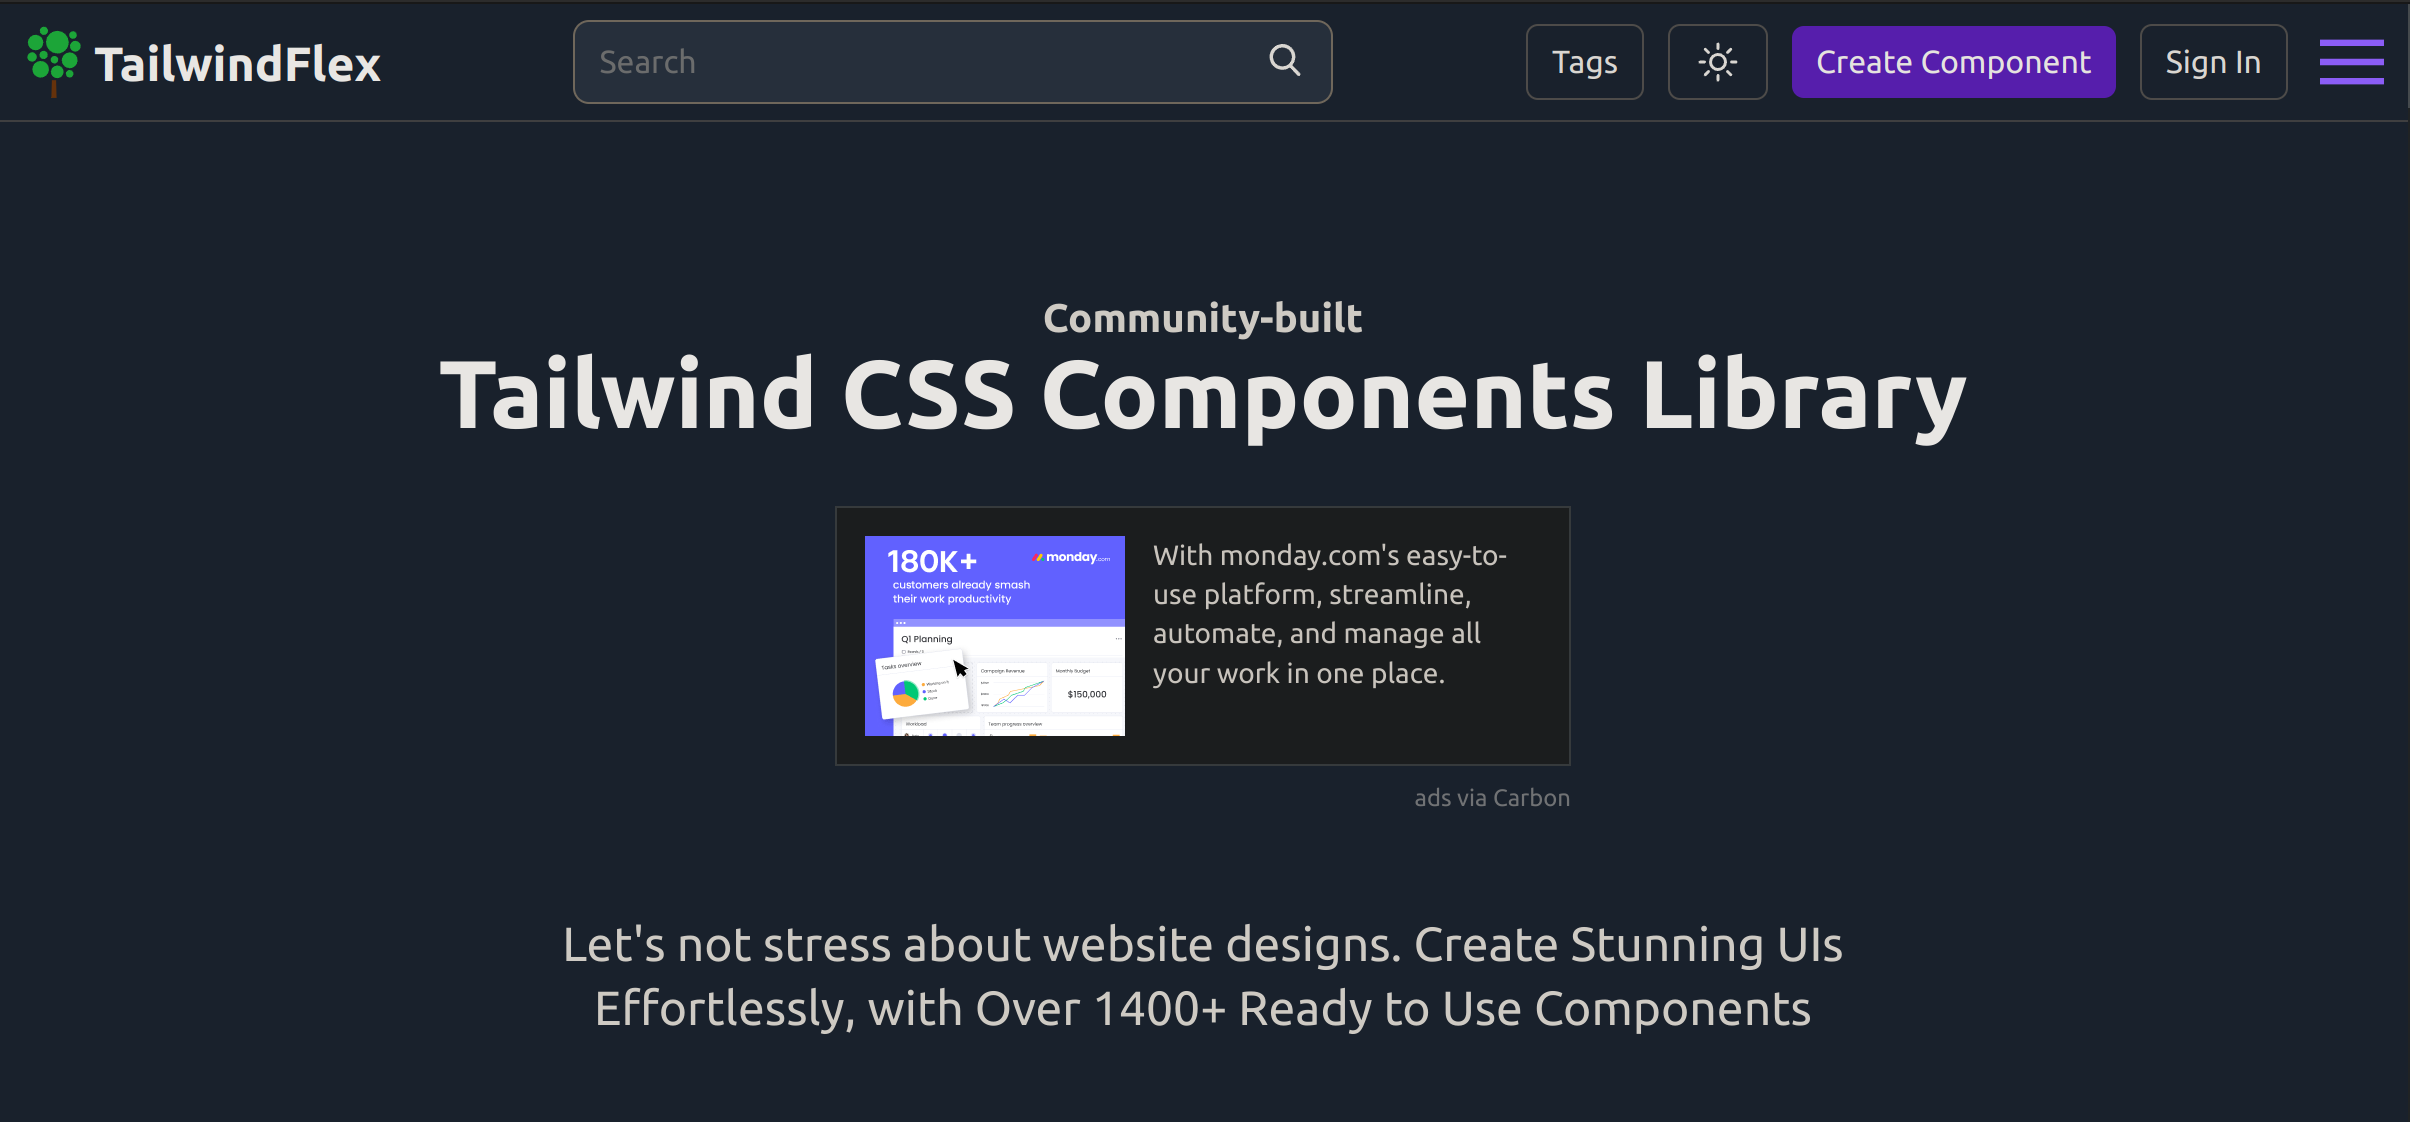 TailwindFlex
Search
Tags
Create Component
Sign In
Community-built
Tailwind CSS Components Library
180K+
monday.com
customers already smash
their work productivity
Q1 Planning
Tasks overview
Campaign Revenue
Monthly Budget
$150,000
Workload
Team progress overview
With monday.com's easy-to-
use platform, streamline,
automate, and manage all
your work in one place.
ads via Carbon
Let's not stress about website designs. Create Stunning UIs
Effortlessly, with Over 1400+ Ready to Use Components